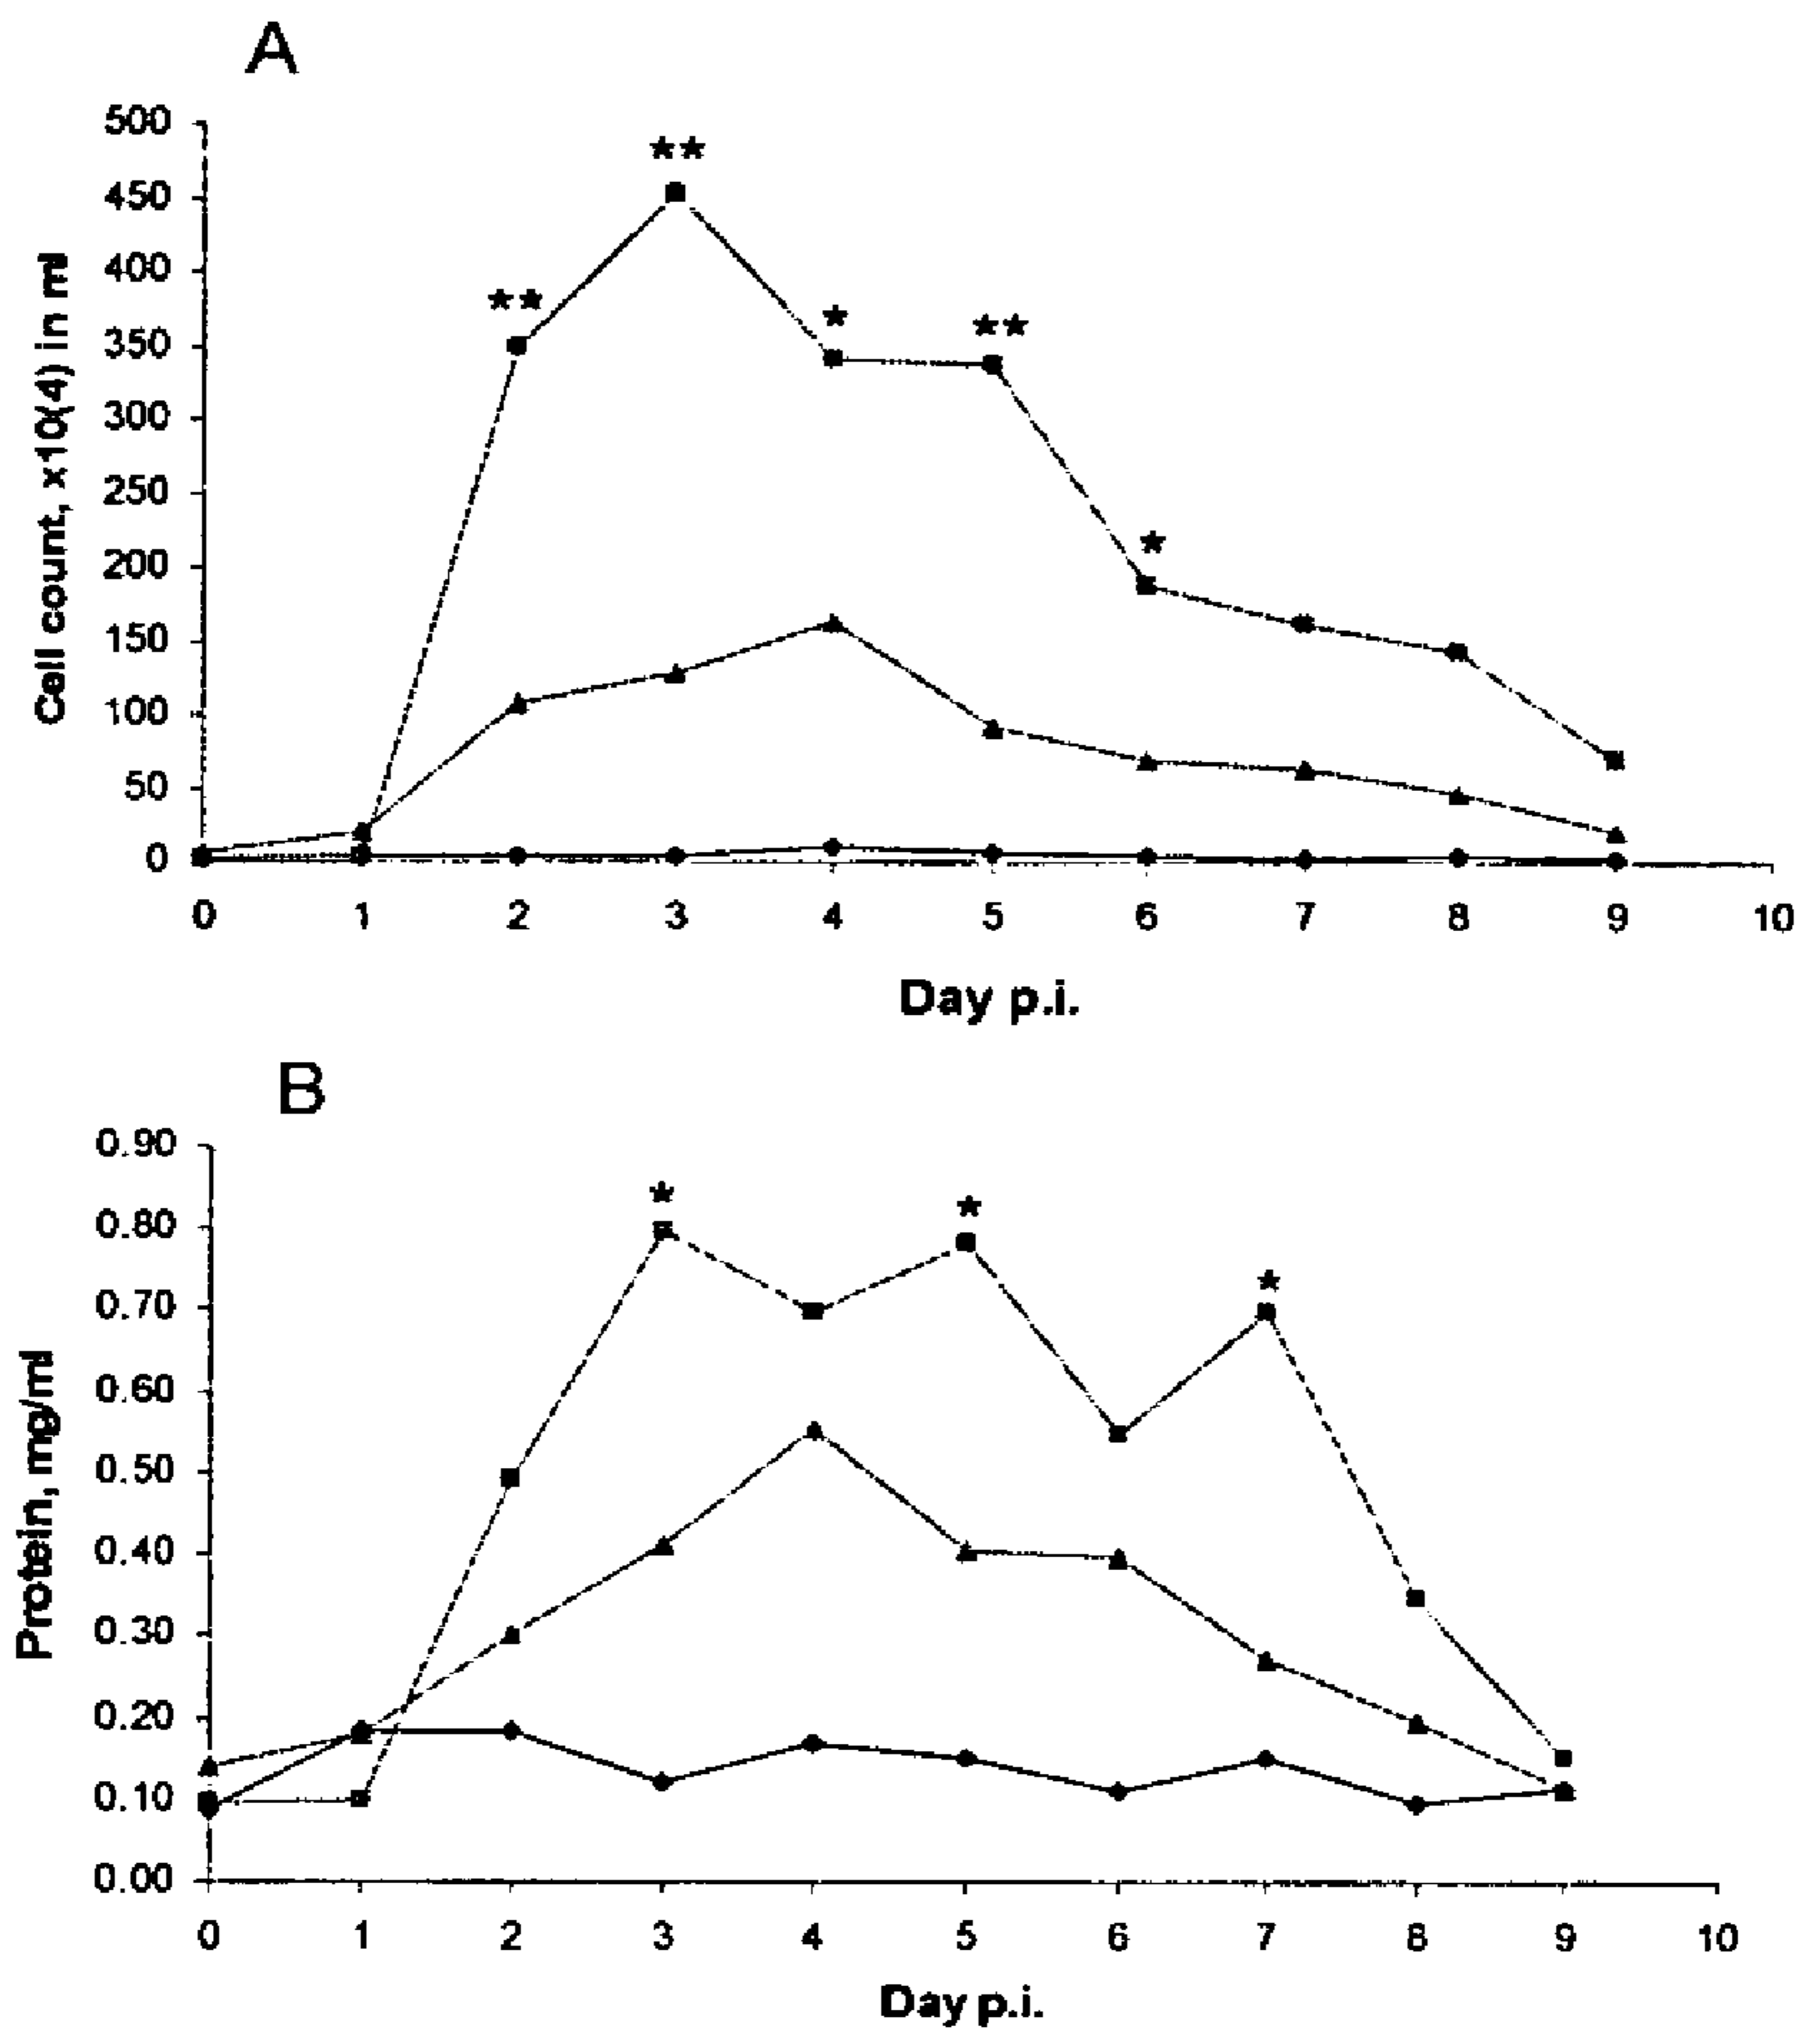 A
500
450
400
350
300
250
200
150
100
50
0
Cell count, x10(4) in ml
** ** * ** *
0 1 2 3 4 5 6 7 8 9 10
Day p.i.
B
0.90
0.80
0.70
0.60
0.50
0.40
0.30
0.20
0.10
0.00
Protein, mg/ml
* * *
0 1 2 3 4 5 6 7 8 9 10
Day p.i.